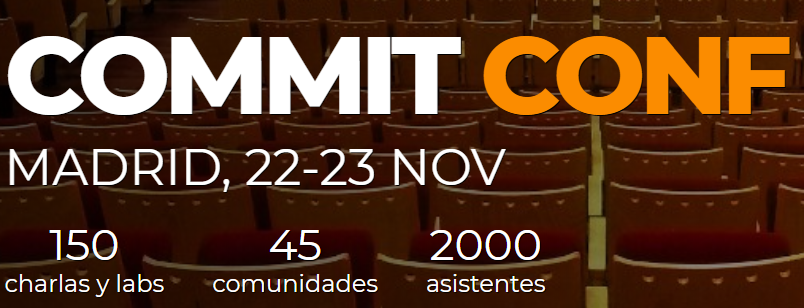 COMMIT CONF
MADRID, 22-23 NOV
150 45 2000
charlas y labs comunidades asistentes